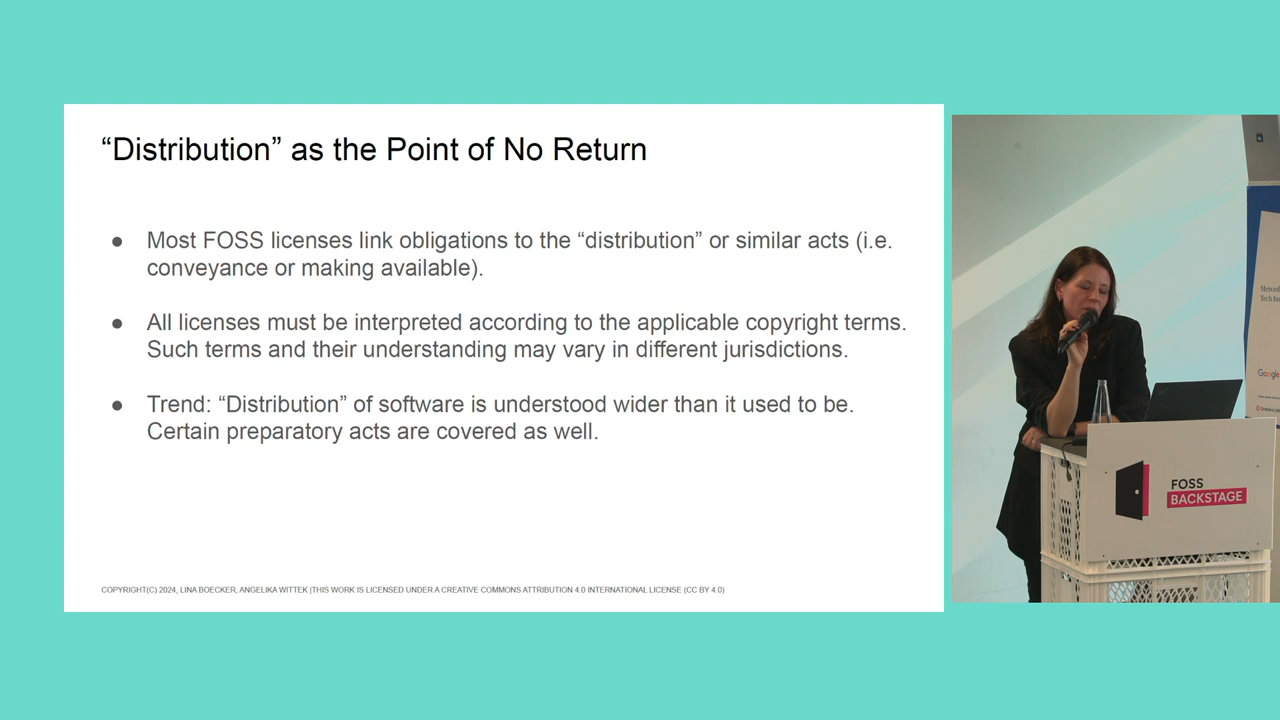 “Distribution” as the Point of No Return
● Most FOSS licenses link obligations to the “distribution” or similar acts (i.e.
conveyance or making available).
● All licenses must be interpreted according to the applicable copyright terms.
Such terms and their understanding may vary in different jurisdictions.
● Trend: “Distribution” of software is understood wider than it used to be.
Certain preparatory acts are covered as well.
COPYRIGHT(C) 2024, LINA BOECKER, ANGELIKA WITTEK |THIS WORK IS LICENSED UNDER A CREATIVE COMMONS ATTRIBUTION 4.0 INTERNATIONAL LICENSE (CC BY 4.0)
Google
FOSS
BACKSTAGE